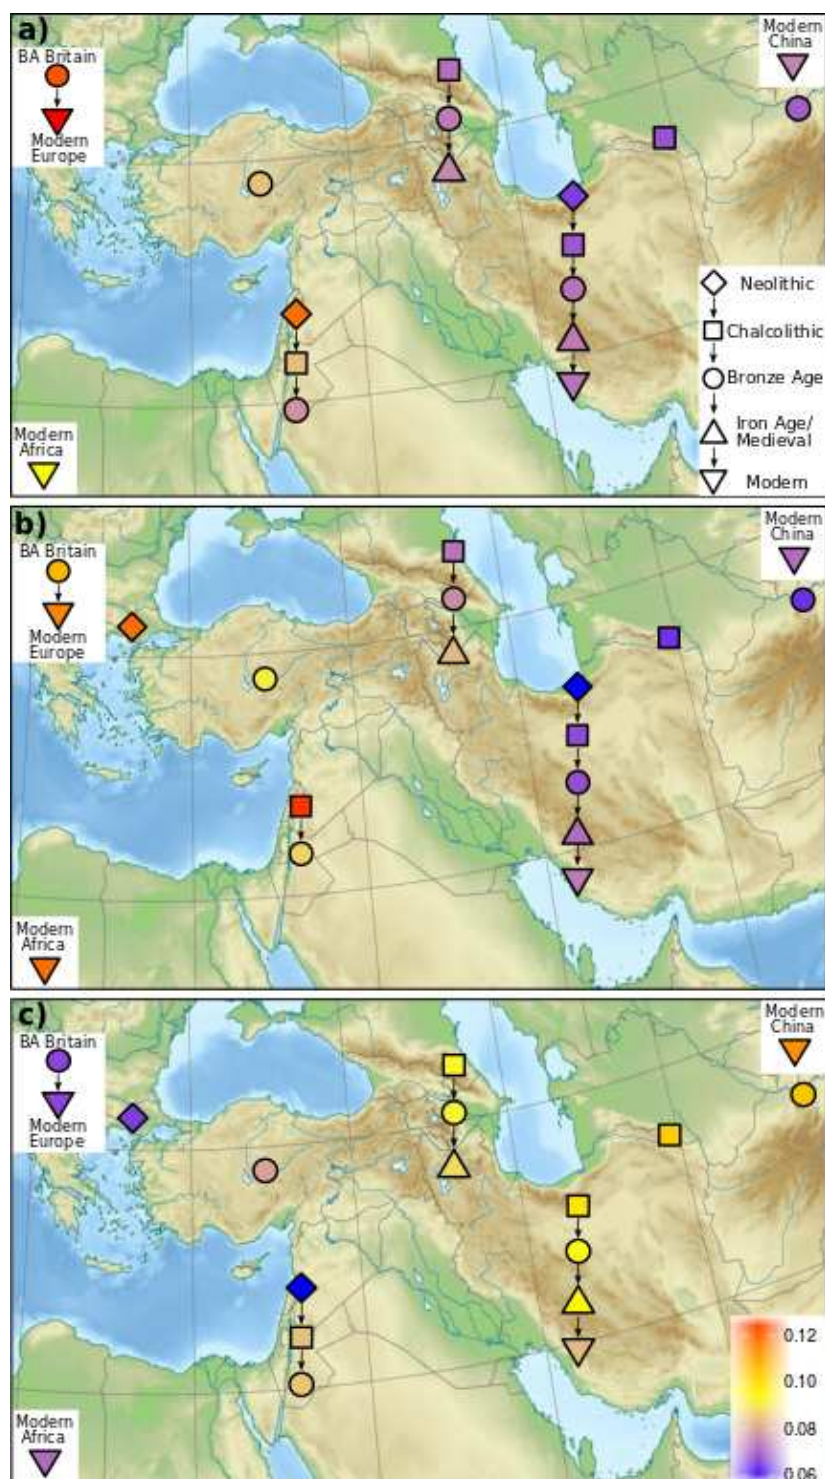 a)
BA Britain
Modern
Europe
Modern
China
Neolithic
Chalcolithic
Bronze Age
Iron Age/
Medieval
Modern
Modern
Africa
b)
BA Britain
Modern
Europe
Modern
China
Modern
Africa
c)
BA Britain
Modern
Europe
Modern
China
0.12
0.10
0.08
0.06
Modern
Africa